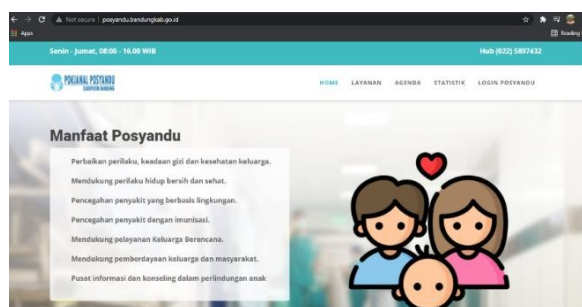 Not secure | posyandu.bandungkab.go.id
Apps
Reading
Senin - Jumat, 08:00 - 16.00 WIB
Hub (022) 5897432
POKJANAL POSYANDU
KABUPATEN BANDUNG
HOME LAYANAN AGENDA STATISTIK LOGIN POSYANDU
Manfaat Posyandu
Perbaikan perilaku, keadaan gizi dan kesehatan keluarga.
Mendukung perilaku hidup bersih dan sehat.
Pencegahan penyakit yang berbasis lingkungan.
Pencegahan penyakit dengan imunisasi.
Mendukung pelayanan Keluarga Berencana.
Mendukung pemberdayaan keluarga dan masyarakat.
Pusat informasi dan konseling dalam perlindungan anak